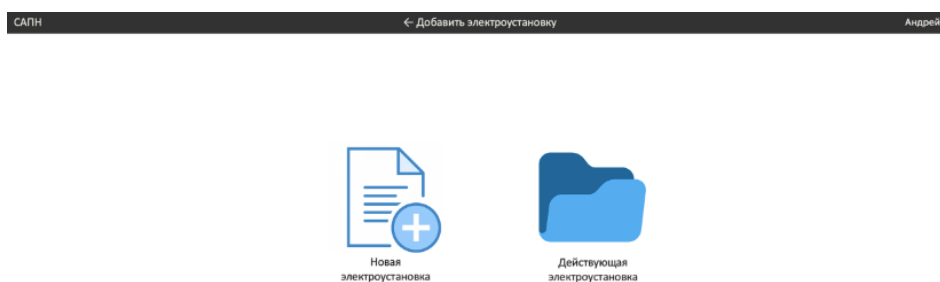 САПН
← Добавить электроустановку
Андрей
Новая
электроустановка
Действующая
электроустановка